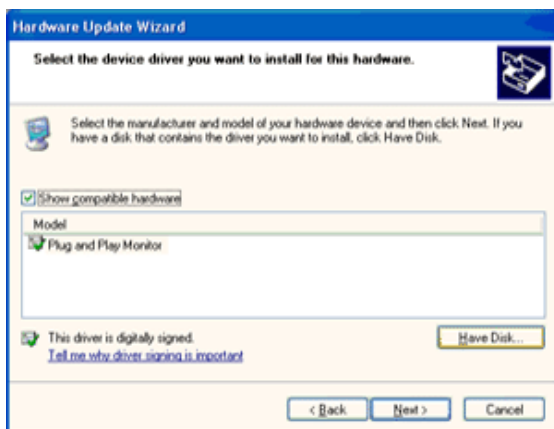 Hardware Update Wizard
Select the device driver you want to install for this hardware.
Select the manufacturer and model of your hardware device and then click Next. If you
have a disk that contains the driver you want to install, click Have Disk.
Show compatible hardware
Model
Plug and Play Monitor
This driver is digitally signed.
Have Disk...
Tell me why driver signing is important
< Back
Next >
Cancel